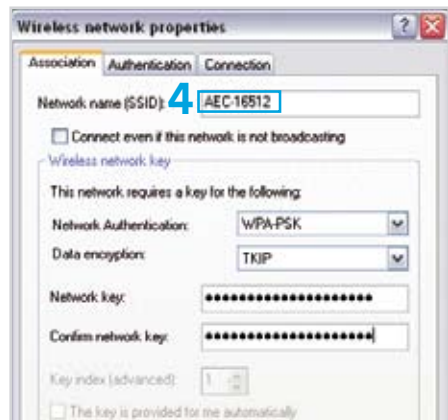 Wireless network properties
Association Authentication Connection
Network name (SSID): 4 AEC-16512
Connect even if this network is not broadcasting
Wireless network key
This network requires a key for the following:
Network Authentication: WPA-PSK
Data encryption: TKIP
Network key: ●●●●●●●●●●●●●●●●●●●●
Confirm network key: ●●●●●●●●●●●●●●●●●●●●
Key index (advanced): 1
The key is provided for me automatically